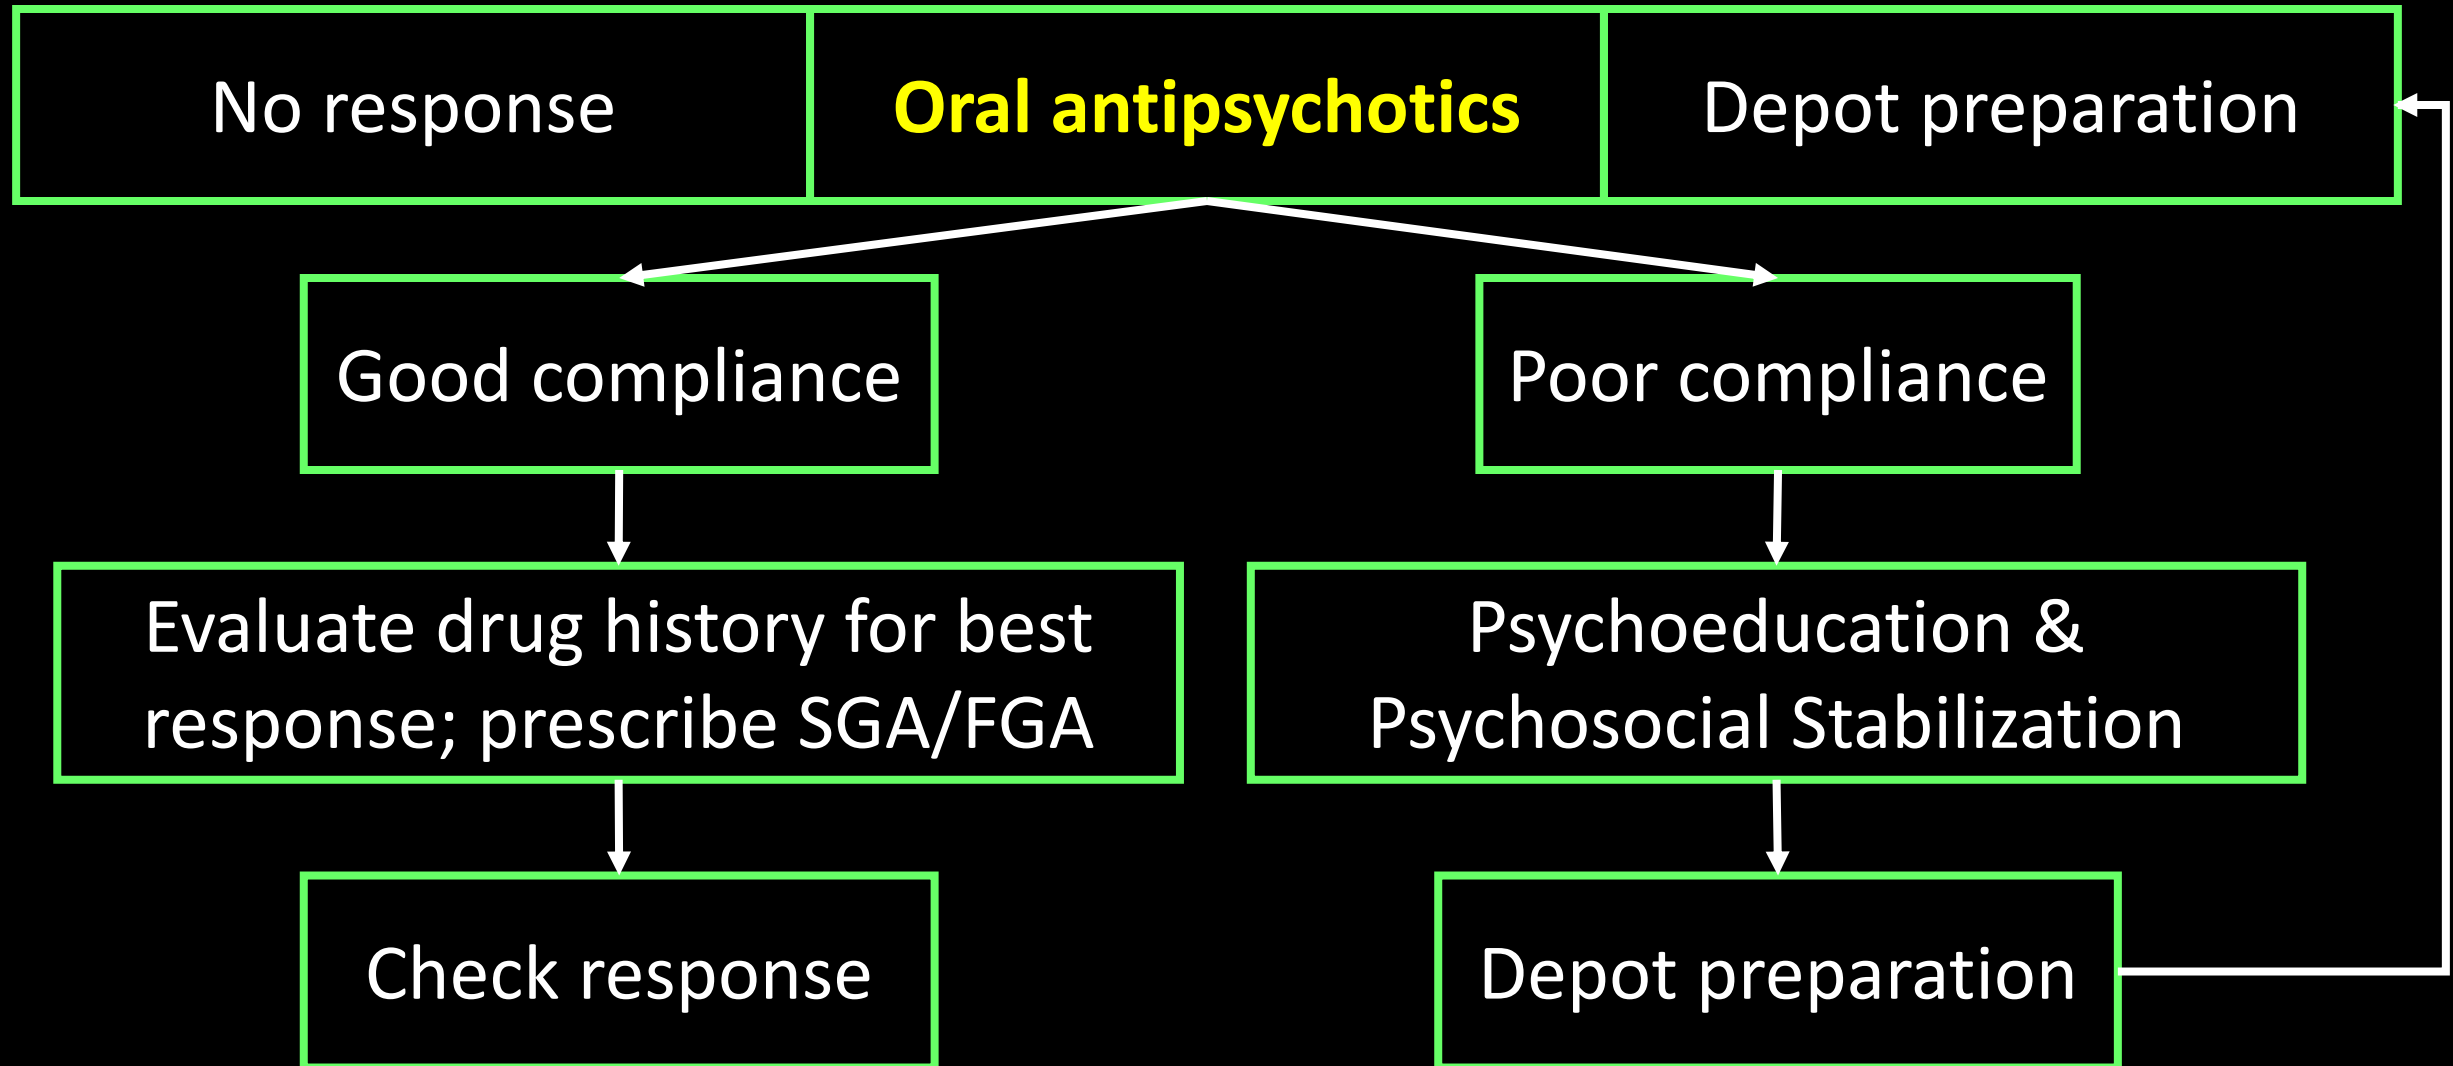 No response
Oral antipsychotics
Depot preparation
Good compliance
Poor compliance
Evaluate drug history for best
response; prescribe SGA/FGA
Psychoeducation &
Psychosocial Stabilization
Check response
Depot preparation